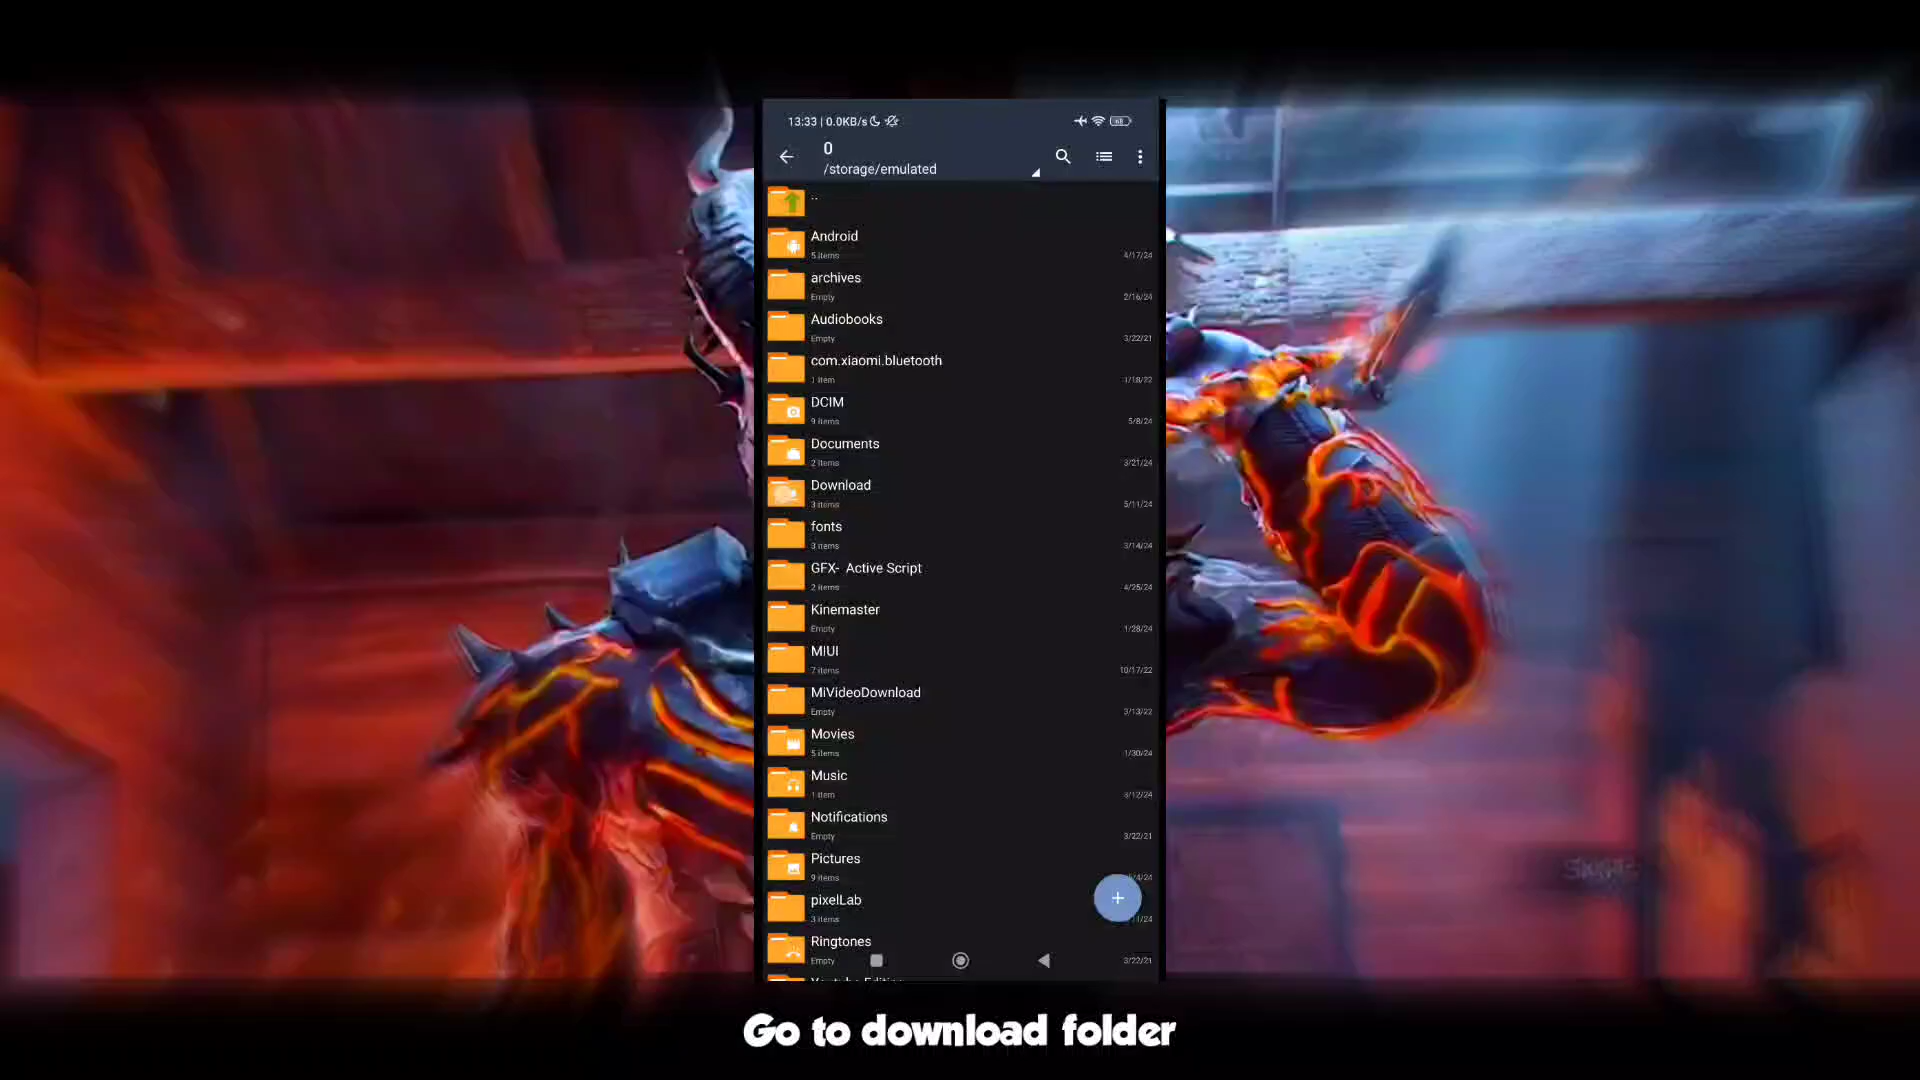 13:33 | 0.0KB/s
0
/storage/emulated
..
Android
5 items 4/17/24
archives
Empty 2/16/24
Audiobooks
Empty 3/22/21
com.xiaomi.bluetooth
1 item 1/18/22
DCIM
9 items 5/8/24
Documents
2 items 3/21/24
Download
3 items 5/11/24
fonts
3 items 3/14/24
GFX- Active Script
2 items 4/25/24
Kinemaster
Empty 1/28/24
MIUI
7 items 10/17/22
MiVideoDownload
Empty 3/13/22
Movies
5 items 1/30/24
Music
1 item
Notifications
Empty 3/22/21
Pictures
9 items
pixelLab
3 items
Ringtones
Empty 3/22/21
Go to download folder